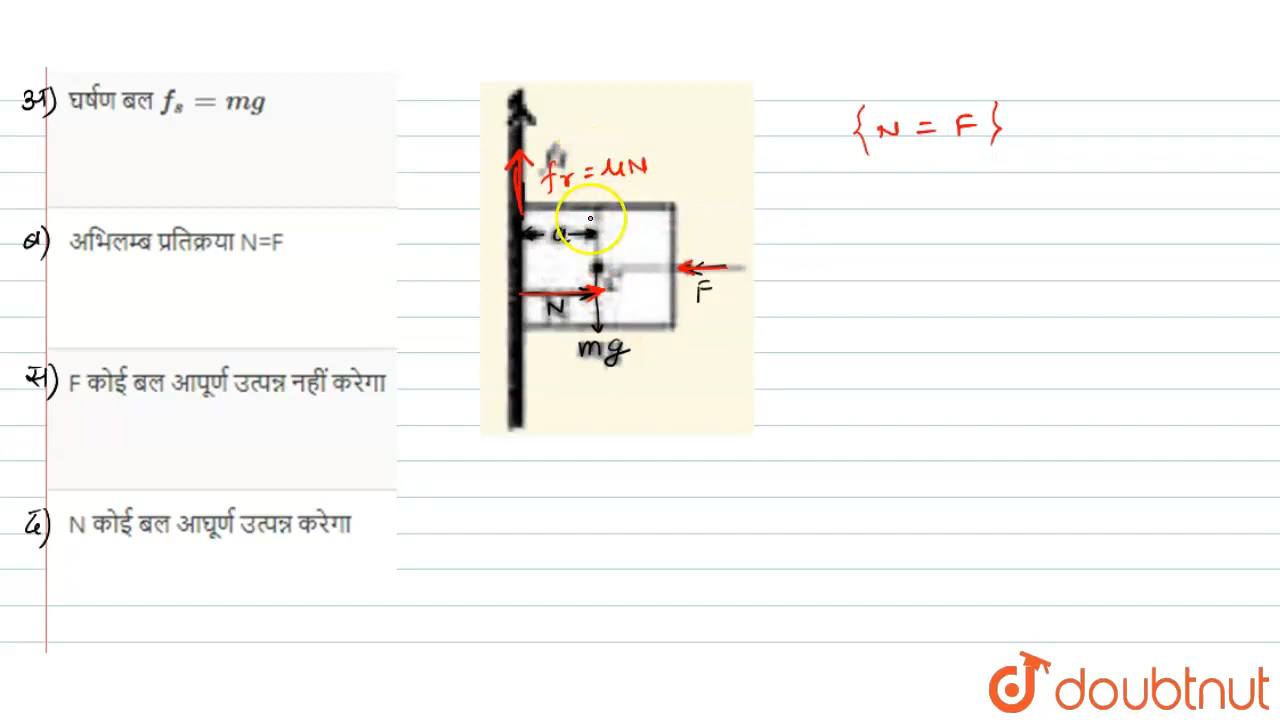 अ) घर्षण बल fₛ = mg
ब) अभिलम्ब प्रतिक्रया N=F
स) F कोई बल आपूर्ण उत्पन्न नहीं करेगा
द) N कोई बल आघूर्ण उत्पन्न करेगा
fᵣ = μN
a
F
N
mg
{N = F}
doubtnut